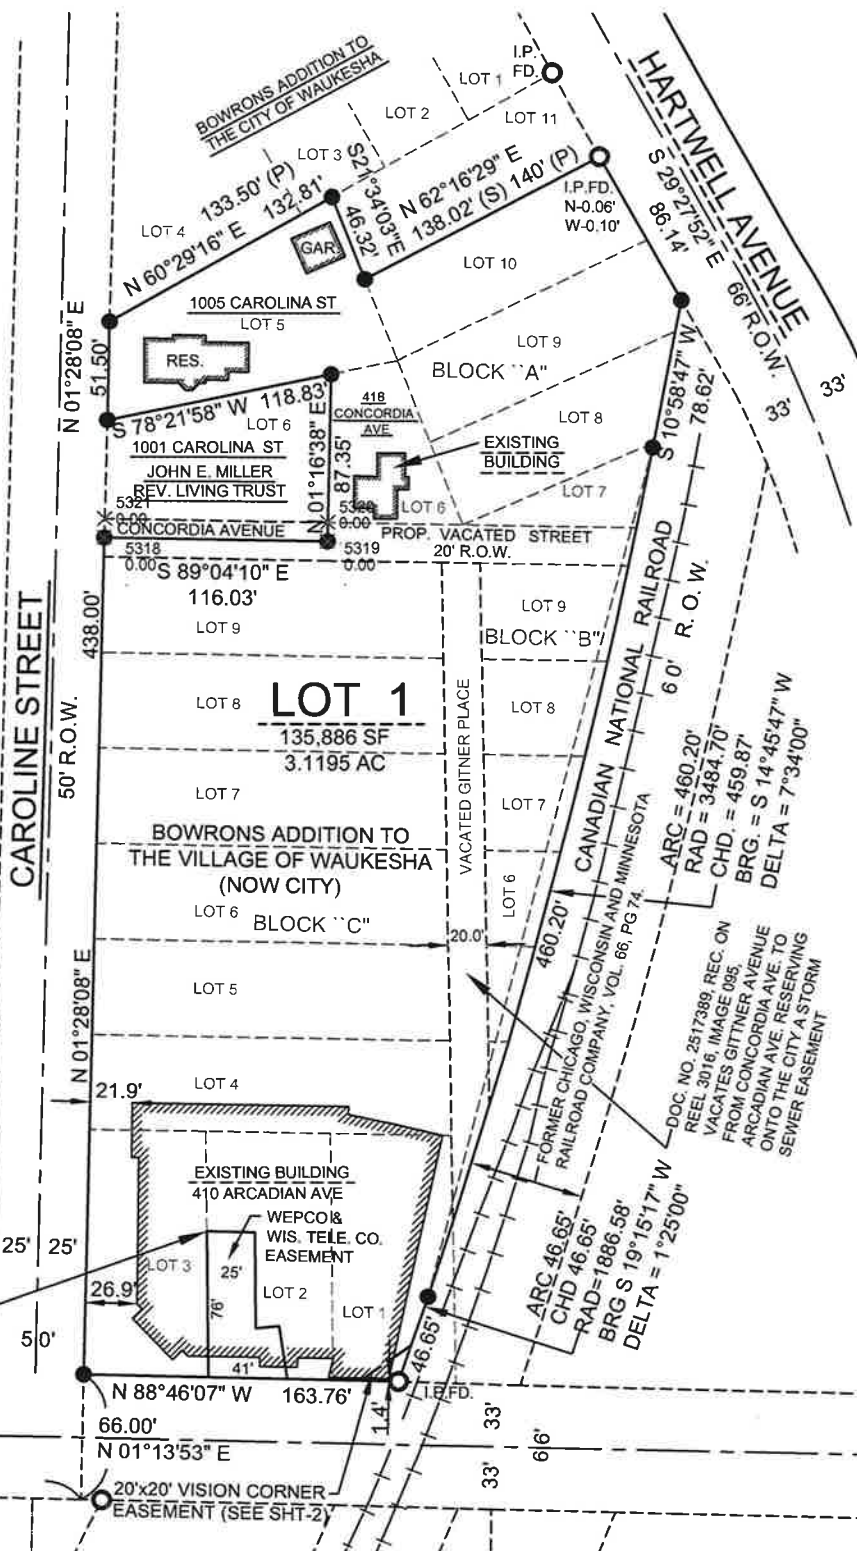 BOWRONS ADDITION TO
THE CITY OF WAUKESHA
I.P.
FD.
LOT 1
LOT 2
LOT 11
LOT 3
LOT 4
HARTWELL AVENUE
S 29°27'52" E
86.14'
66' R.O.W.
33'
33'
133.50' (P)
132.81'
N 60°29'16" E
S21°34'03"E
46.32'
N 62°16'29" E
138.02' (S) 140' (P)
I.P.FD.
N-0.06'
W-0.10'
GAR.
LOT 10
1005 CAROLINA ST
LOT 5
RES.
N 01°28'08" E
51.50'
S 78°21'58" W
118.83'
LOT 6
LOT 9
BLOCK ``A"
LOT 8
S 10°58'47" W
78.62'
418
CONCORDIA
AVE
N 01°16'38" E
87.35'
EXISTING
BUILDING
1001 CAROLINA ST
JOHN E. MILLER
REV. LIVING TRUST
LOT 7
LOT 6
5321
0.00
5320
0.00
CONCORDIA AVENUE
PROP. VACATED STREET
20' R.O.W.
5318
0.00
5319
0.00
S 89°04'10" E
116.03'
CAROLINE STREET
50' R.O.W.
438.00'
N 01°28'08" E
LOT 9
LOT 9
BLOCK ``B"
LOT 8
LOT 1
135,886 SF
3.1195 AC
LOT 8
VACATED GITNER PLACE
CANADIAN NATIONAL RAILROAD
60' R. O. W.
LOT 7
LOT 7
BOWRONS ADDITION TO
THE VILLAGE OF WAUKESHA
(NOW CITY)
LOT 6
BLOCK ``C"
LOT 6
20.0'
460.20'
ARC = 460.20'
RAD = 3484.70'
CHD. = 459.87'
BRG. = S 14°45'47" W
DELTA = 7°34'00"
FORMER CHICAGO, WISCONSIN AND MINNESOTA
RAILROAD COMPANY, VOL. 66, PG 74.
DOC. NO. 2517389, REC. ON
REEL 3016, IMAGE 095,
VACATES GITTNER AVENUE
FROM CONCORDIA AVE. TO
ARCADIAN AVE. RESERVING
ONTO THE CITY A STORM
SEWER EASEMENT
LOT 5
LOT 4
21.9'
EXISTING BUILDING
410 ARCADIAN AVE
WEPCO &
WIS. TELE. CO.
EASEMENT
25'
25'
25'
LOT 3
LOT 2
LOT 1
76'
26.9'
50'
41'
46.65'
ARC 46.65'
CHD 46.65'
RAD=1886.58'
BRG S 19°15'17" W
DELTA = 1°25'00"
N 88°46'07" W
163.76'
I.P.FD.
1.4'
33'
66'
33'
66.00'
N 01°13'53" E
20'x20' VISION CORNER
EASEMENT (SEE SHT-2)